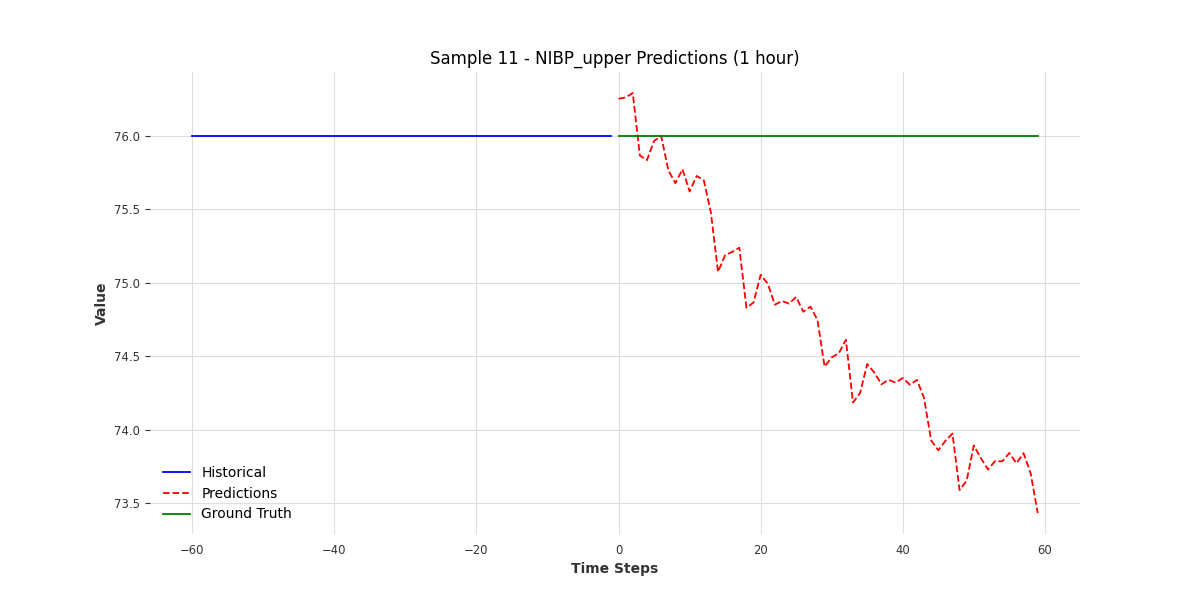 Sample 11 - NIBP_upper Predictions (1 hour)
76.0
75.5
75.0
74.5
74.0
73.5
Value
Historical
Predictions
Ground Truth
−60
−40
−20
0
20
40
60
Time Steps